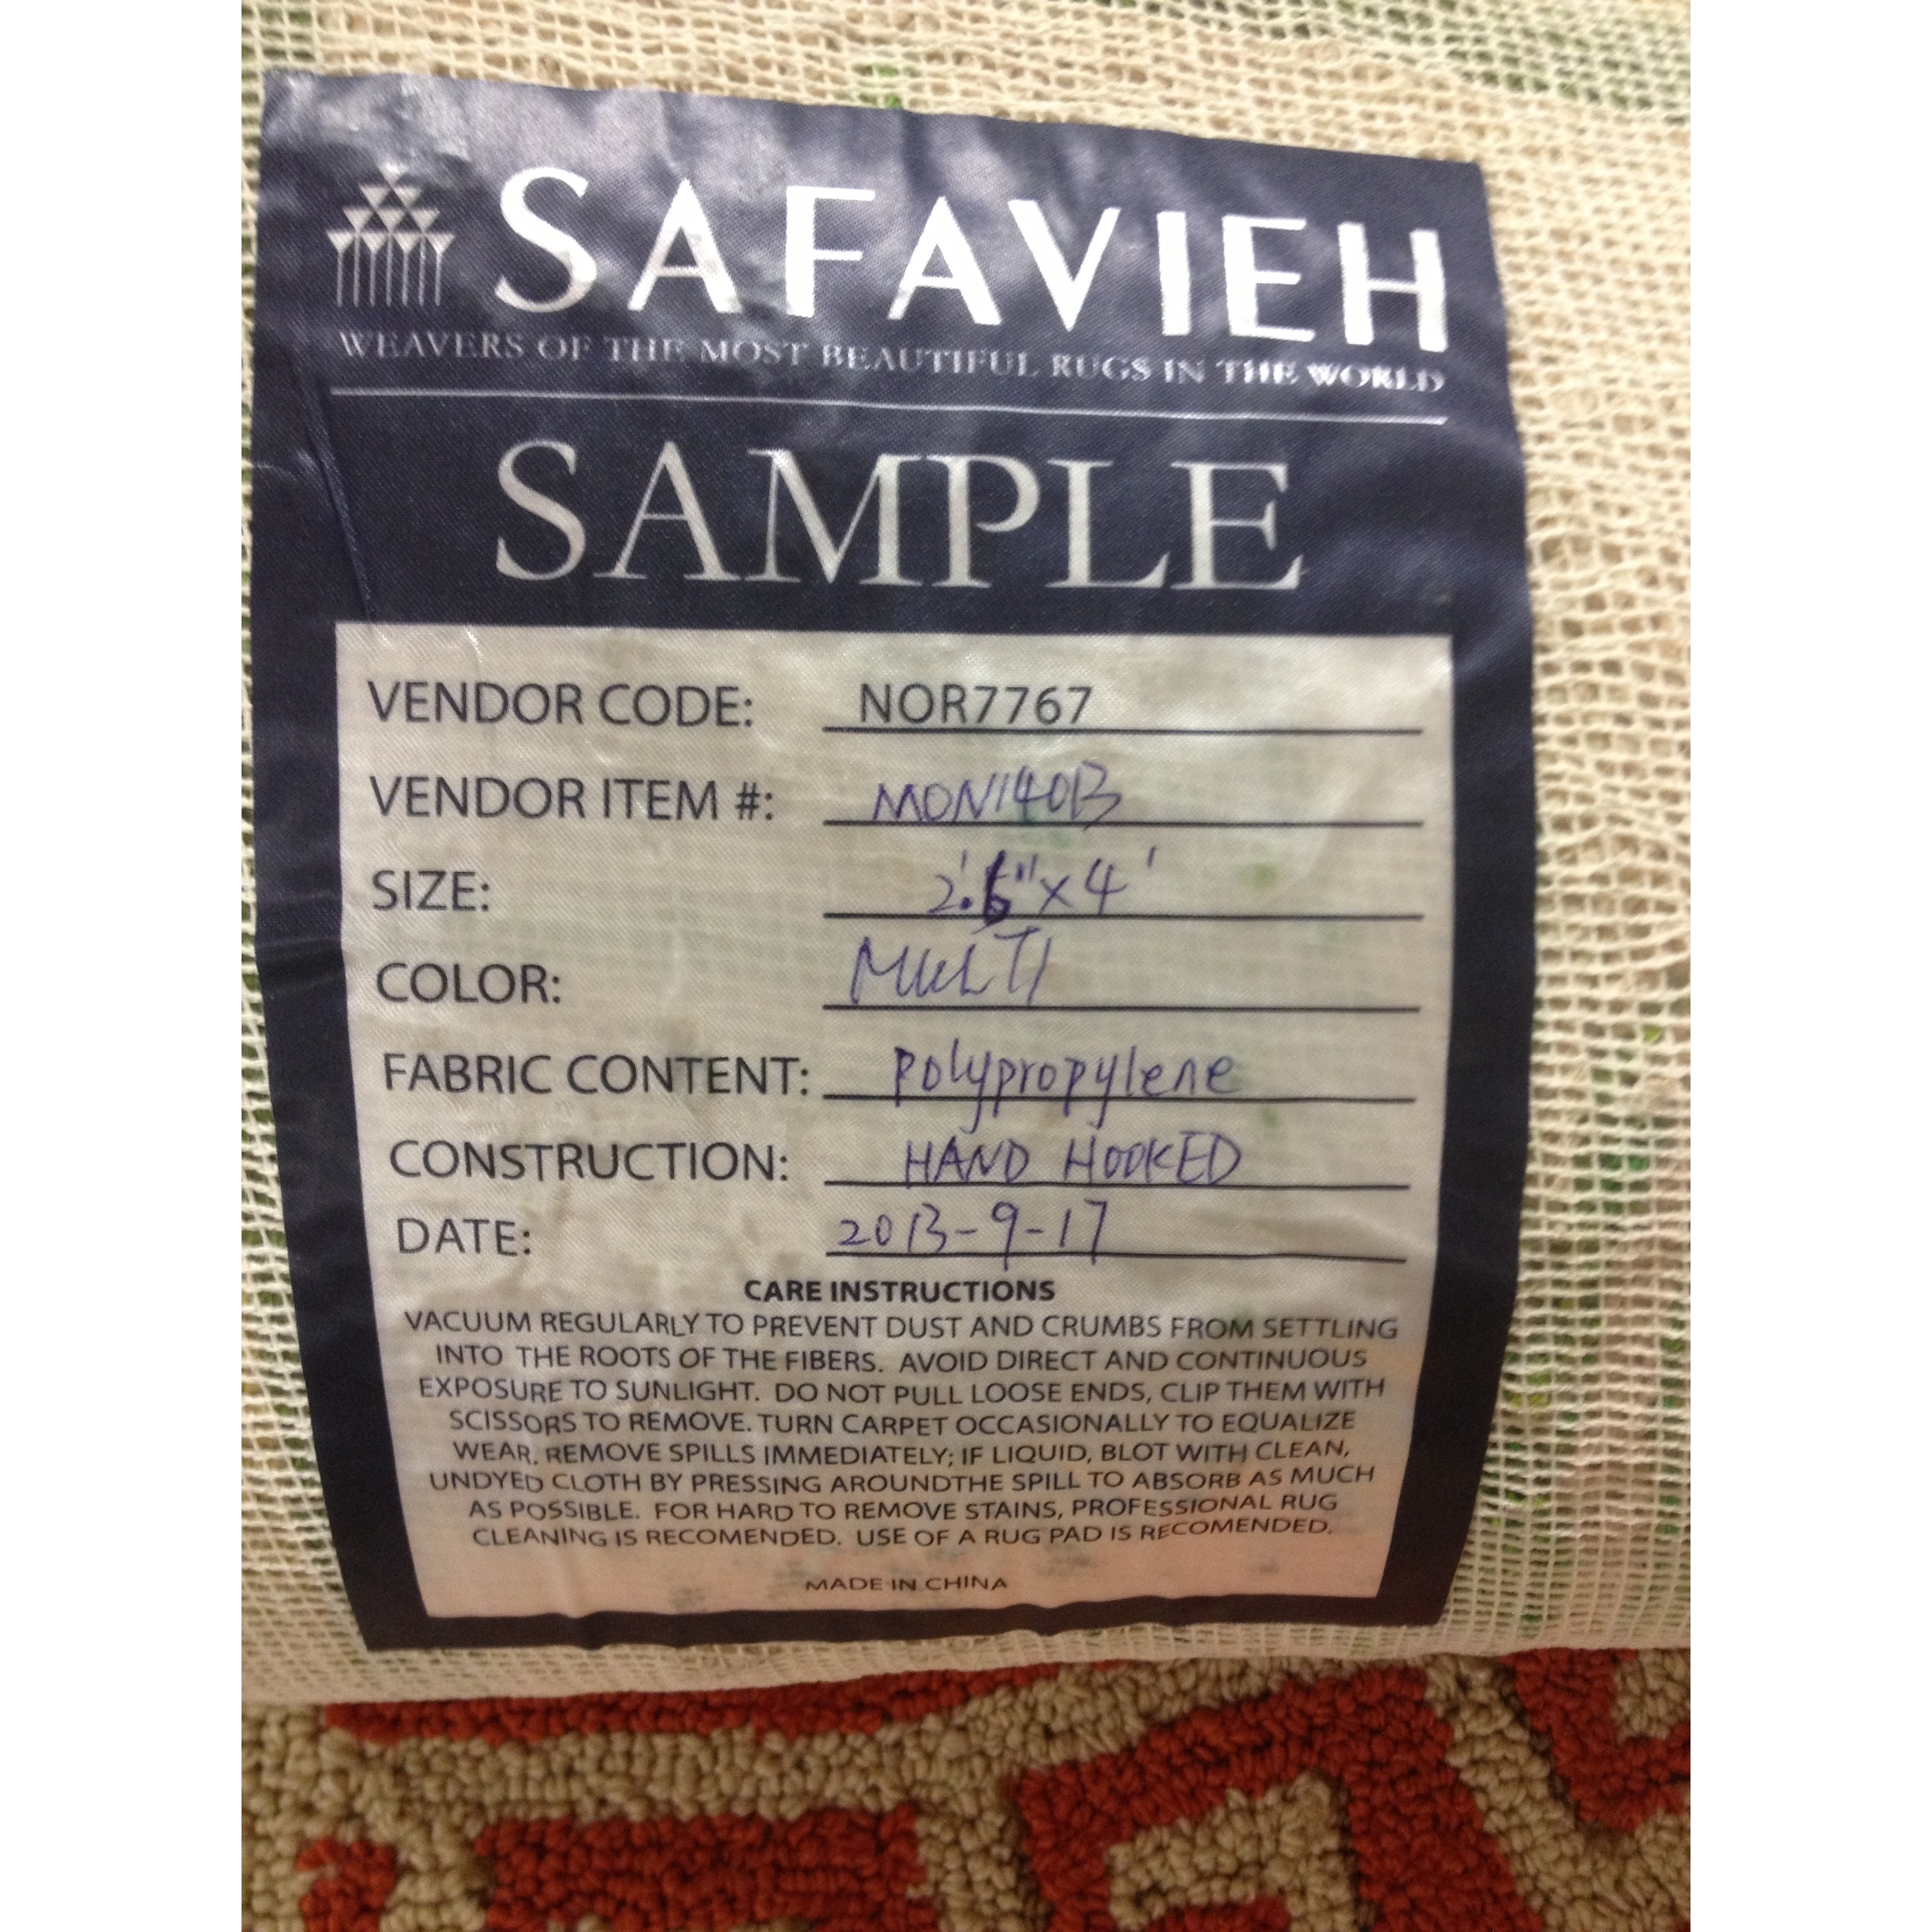 SAFAVIEH
WEAVERS OF THE MOST BEAUTIFUL RUGS IN THE WORLD
SAMPLE
VENDOR CODE: NOR7767
VENDOR ITEM #: MON140B
SIZE: 2'.6"x4'
COLOR: MULTI
FABRIC CONTENT: polypropylene
CONSTRUCTION: HAND HOOKED
DATE: 2013-9-17
CARE INSTRUCTIONS
VACUUM REGULARLY TO PREVENT DUST AND CRUMBS FROM SETTLING
INTO THE ROOTS OF THE FIBERS. AVOID DIRECT AND CONTINUOUS
EXPOSURE TO SUNLIGHT. DO NOT PULL LOOSE ENDS, CLIP THEM WITH
SCISSORS TO REMOVE. TURN CARPET OCCASIONALLY TO EQUALIZE
WEAR. REMOVE SPILLS IMMEDIATELY; IF LIQUID, BLOT WITH CLEAN,
UNDYED CLOTH BY PRESSING AROUNDTHE SPILL TO ABSORB AS MUCH
AS POSSIBLE. FOR HARD TO REMOVE STAINS, PROFESSIONAL RUG
CLEANING IS RECOMENDED. USE OF A RUG PAD IS RECOMENDED.
MADE IN CHINA